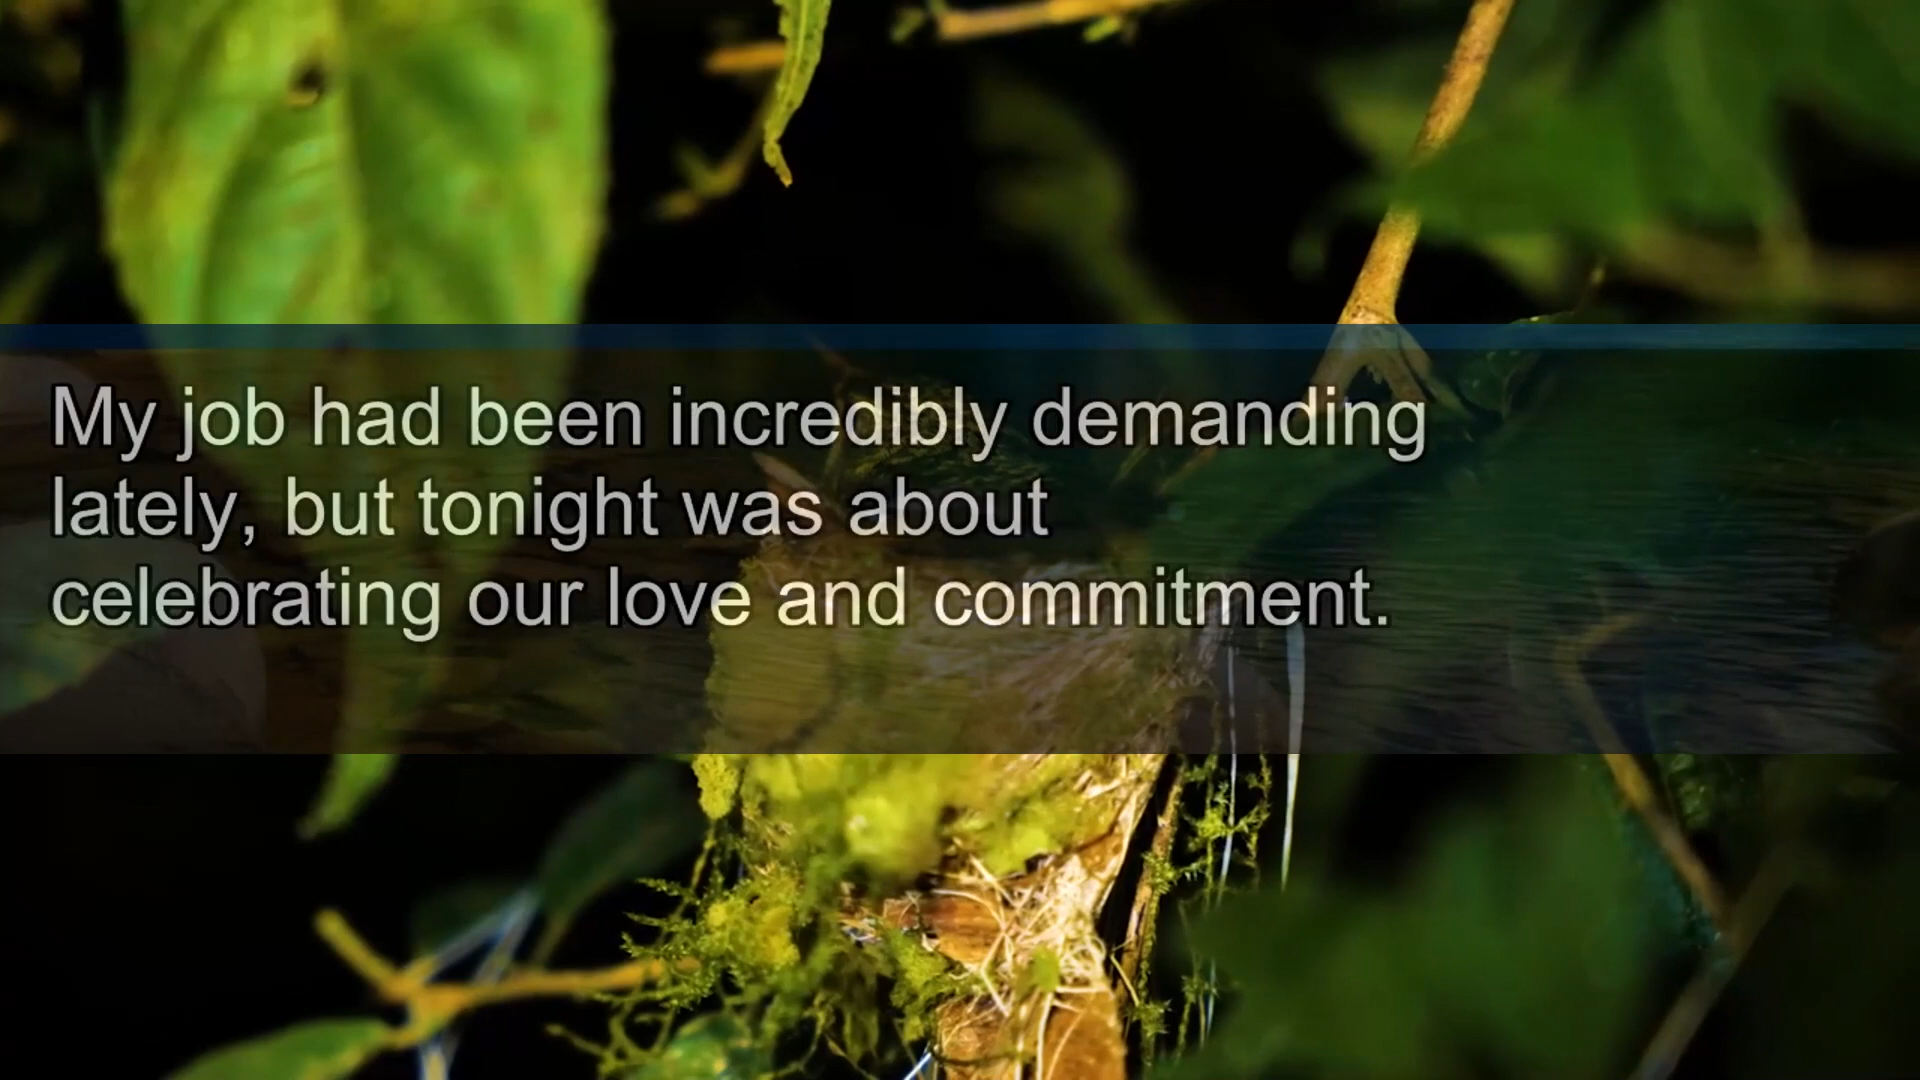 My job had been incredibly demanding
lately, but tonight was about
celebrating our love and commitment.